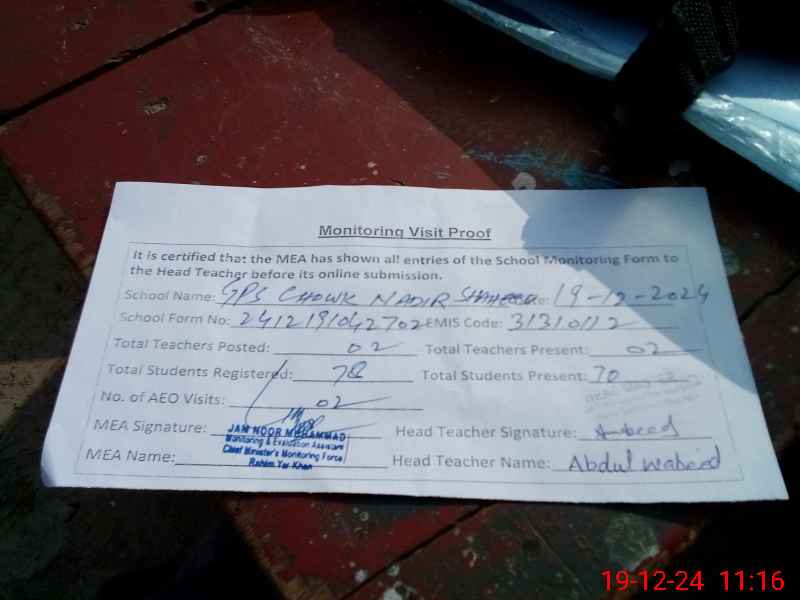 Monitoring Visit Proof
It is certified that the MEA has shown all entries of the School Monitoring Form to
the Head Teacher before its online submission.
School Name: GPS CHOWK NADIR SHAHEED 19-12-2024
School Form No: 2412191042702 EMIS Code: 31310112
Total Teachers Posted: 02 Total Teachers Present: 02
Total Students Registered: 78 Total Students Present: 70
No. of AEO Visits: 02
MEA Signature: Head Teacher Signature:
JAM NOOR MUHAMMAD
Monitoring & Evaluation Assistant
Chief Minister's Monitoring Force
Rahim Yar Khan
MEA Name: Head Teacher Name: Abdul waheed
19-12-24 11:16